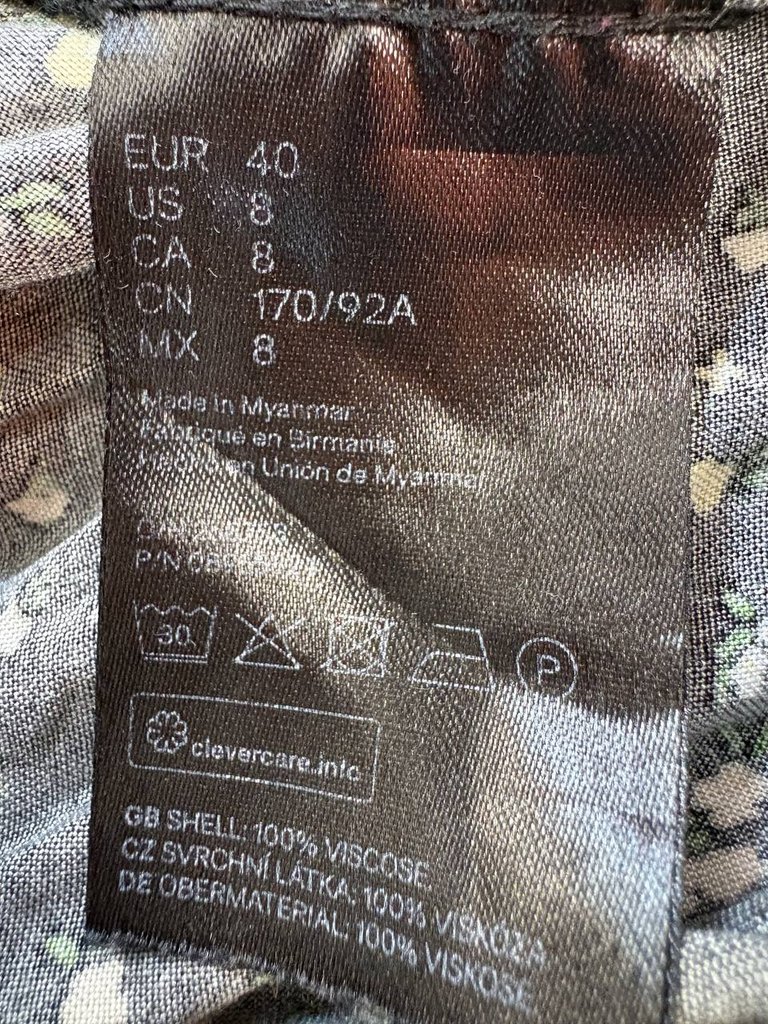 EUR 40
US 8
CA 8
CN 170/92A
MX 8
Made in Myanmar
Fabriqué en Birmanie
Hecho en Unión de Myanmar
P/N
30
P
clevercare.info
GB SHELL: 100% VISCOSE
CZ SVRCHNÍ LÁTKA: 100% VISKÓZA
DE OBERMATERIAL: 100% VISKOSE